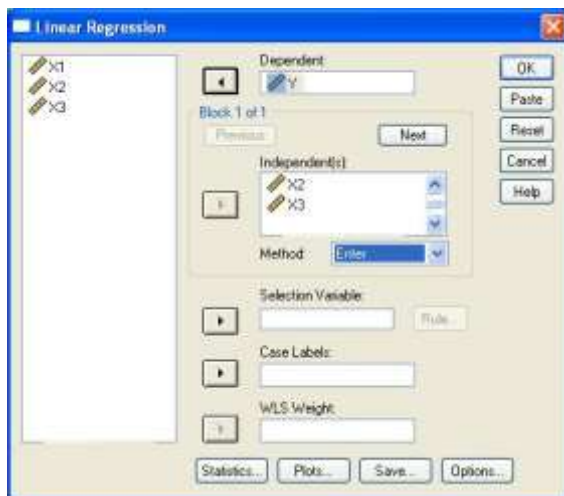 Linear Regression
X1
X2
X3
Dependent:
Y
Block 1 of 1
Previous
Next
Independent(s):
X2
X3
Method:
Enter
Selection Variable:
Rule...
Case Labels:
WLS Weight:
Statistics...
Plots...
Save...
Options...
OK
Paste
Reset
Cancel
Help